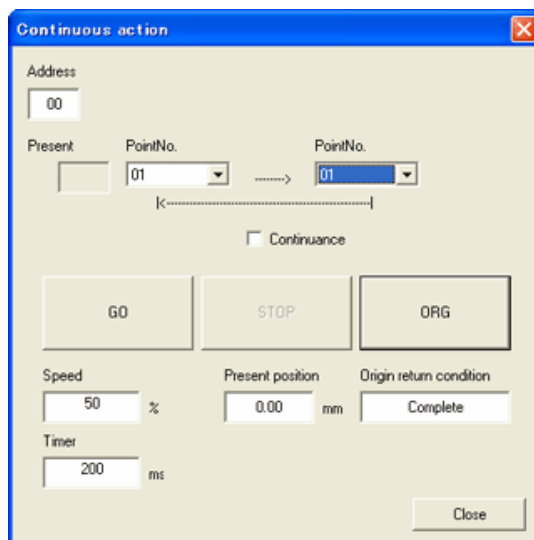 Continuous action
Address
00
Present PointNo. PointNo.
01 --------> 01
|<--------------------------------------------|
Continuance
GO STOP ORG
Speed Present position Origin return condition
50 % 0.00 mm Complete
Timer
200 ms
Close